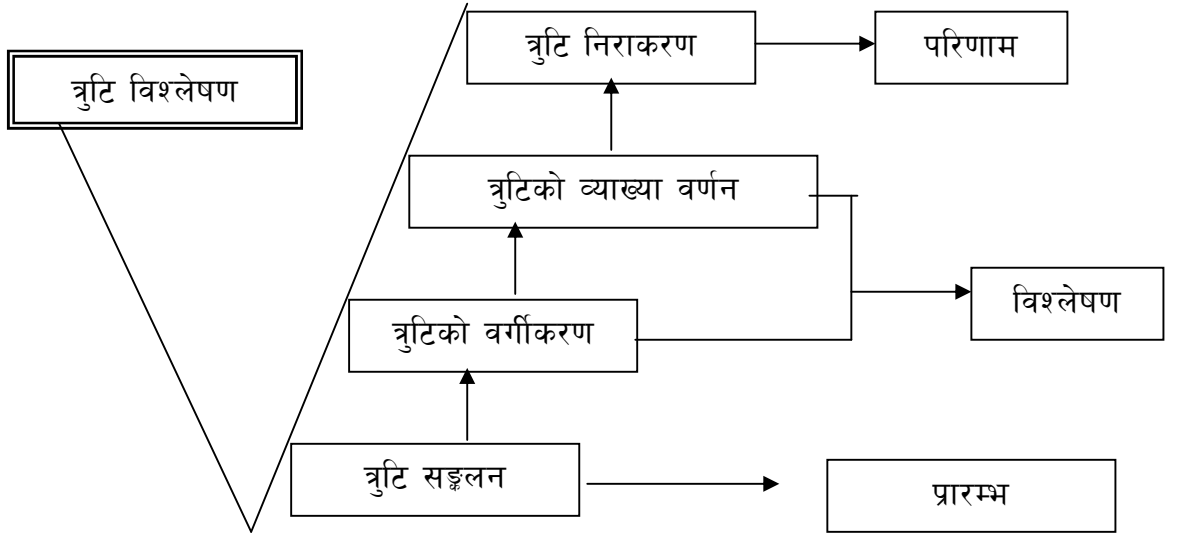 त्रुटि निराकरण
परिणाम
त्रुटि विश्लेषण
त्रुटिको व्याख्या वर्णन
विश्लेषण
त्रुटिको वर्गीकरण
त्रुटि सङ्कलन
प्रारम्भ